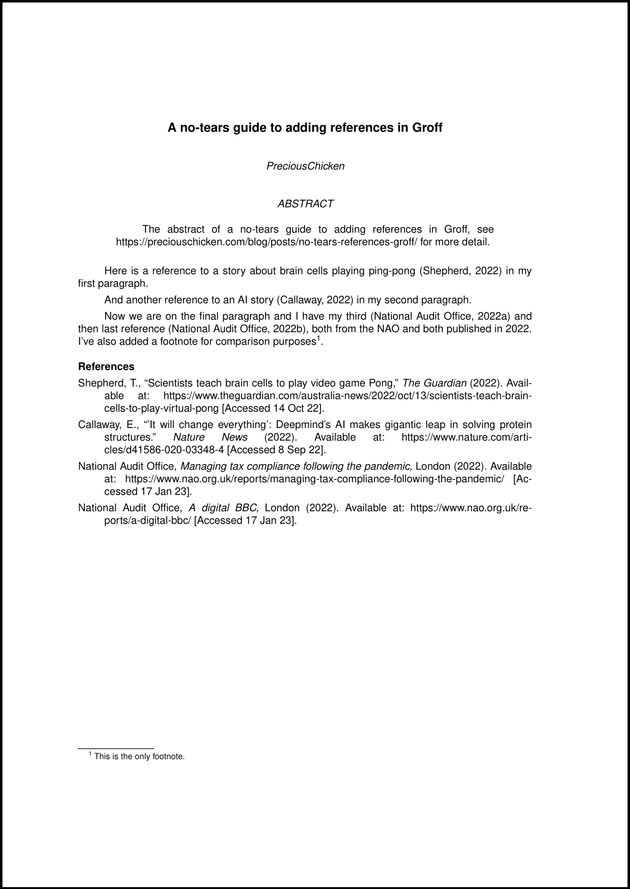 A no-tears guide to adding references in Groff
PreciousChicken
ABSTRACT
The abstract of a no-tears guide to adding references in Groff, see
https://preciouschicken.com/blog/posts/no-tears-references-groff/ for more detail.
Here is a reference to a story about brain cells playing ping-pong (Shepherd, 2022) in my
first paragraph.
And another reference to an AI story (Callaway, 2022) in my second paragraph.
Now we are on the final paragraph and I have my third (National Audit Office, 2022a) and
then last reference (National Audit Office, 2022b), both from the NAO and both published in 2022.
I've also added a footnote for comparison purposes1.
References
Shepherd, T., “Scientists teach brain cells to play video game Pong,” The Guardian (2022). Avail-
able at: https://www.theguardian.com/australia-news/2022/oct/13/scientists-teach-brain-
cells-to-play-virtual-pong [Accessed 14 Oct 22].
Callaway, E., “’It will change everything’: Deepmind’s AI makes gigantic leap in solving protein
structures.” Nature News (2022). Available at: https://www.nature.com/arti-
cles/d41586-020-03348-4 [Accessed 8 Sep 22].
National Audit Office, Managing tax compliance following the pandemic, London (2022). Available
at: https://www.nao.org.uk/reports/managing-tax-compliance-following-the-pandemic/ [Ac-
cessed 17 Jan 23].
National Audit Office, A digital BBC, London (2022). Available at: https://www.nao.org.uk/re-
ports/a-digital-bbc/ [Accessed 17 Jan 23].
1 This is the only footnote.